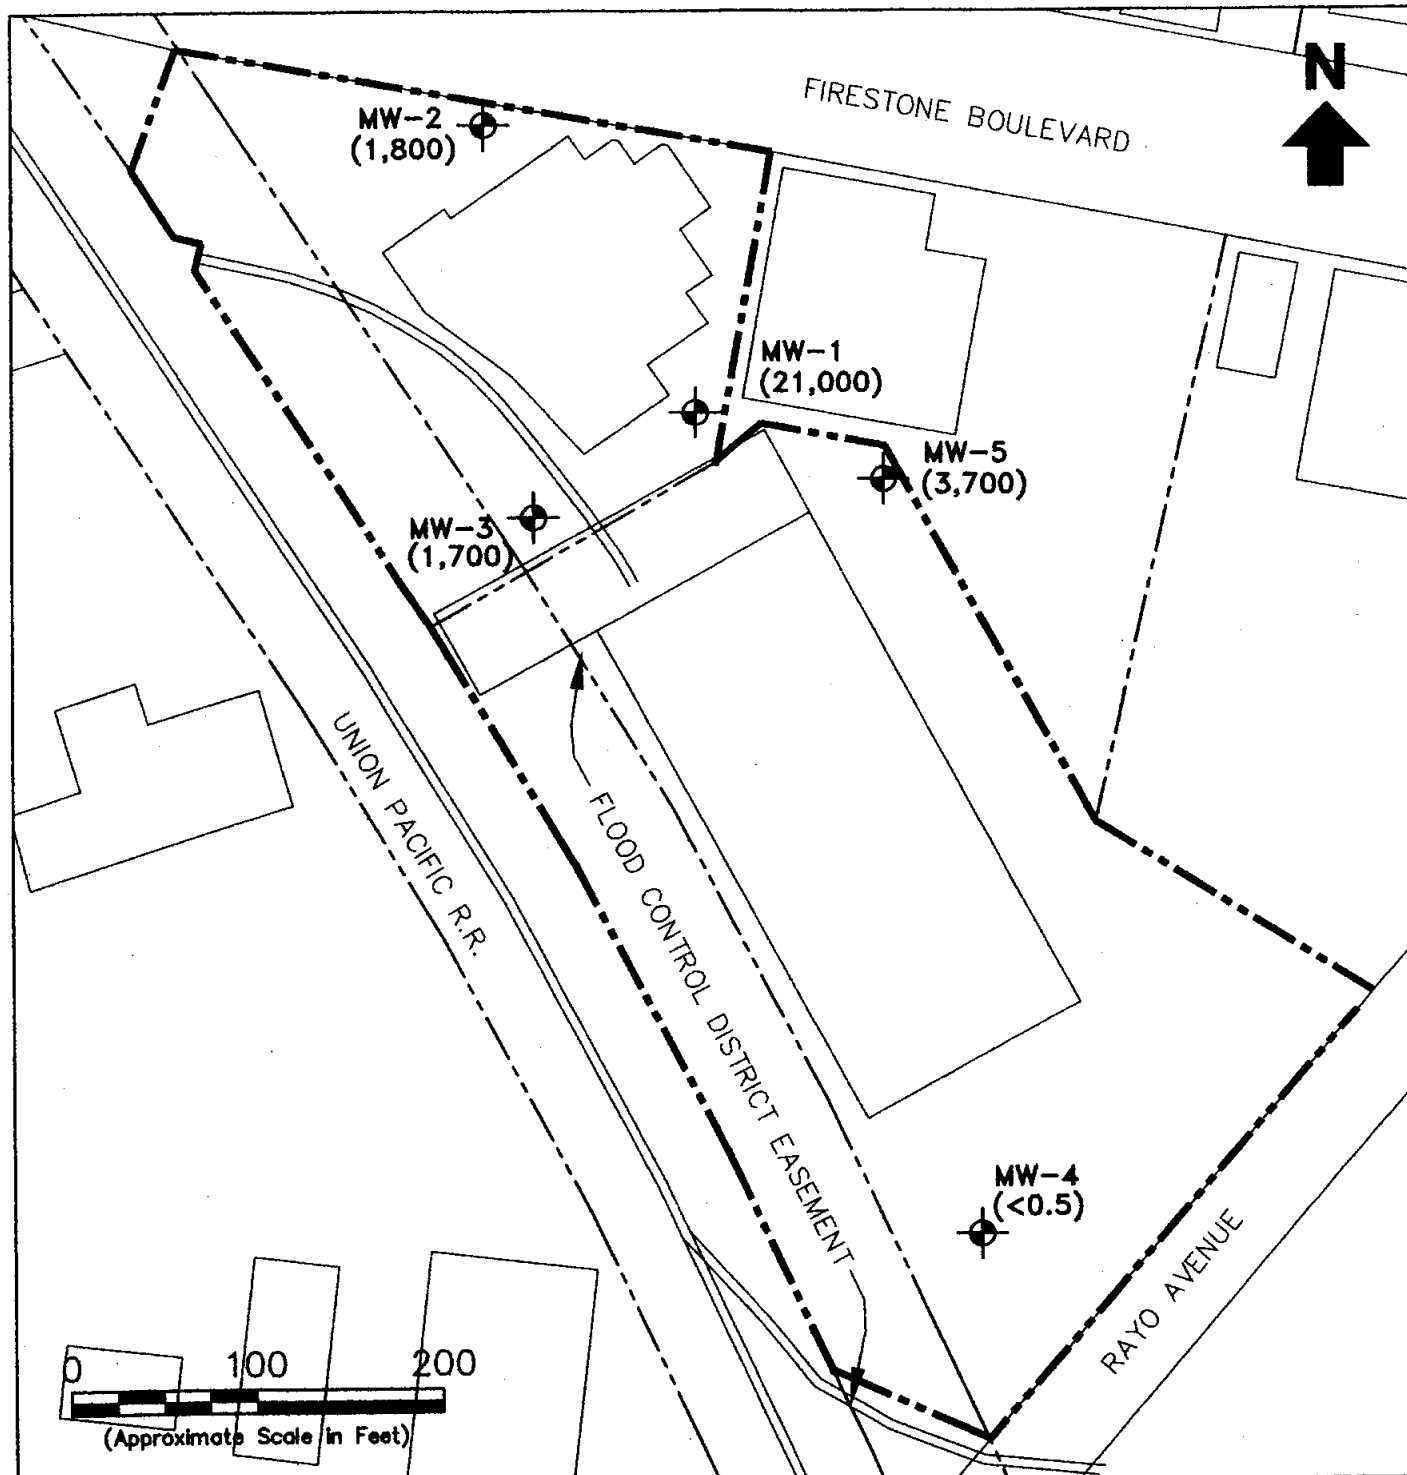 N
FIRESTONE BOULEVARD
MW-2
(1,800)
MW-1
(21,000)
MW-5
(3,700)
MW-3
(1,700)
UNION PACIFIC R.R.
FLOOD CONTROL DISTRICT EASEMENT
MW-4
(<0.5)
RAYO AVENUE
0 100 200
(Approximate Scale in Feet)